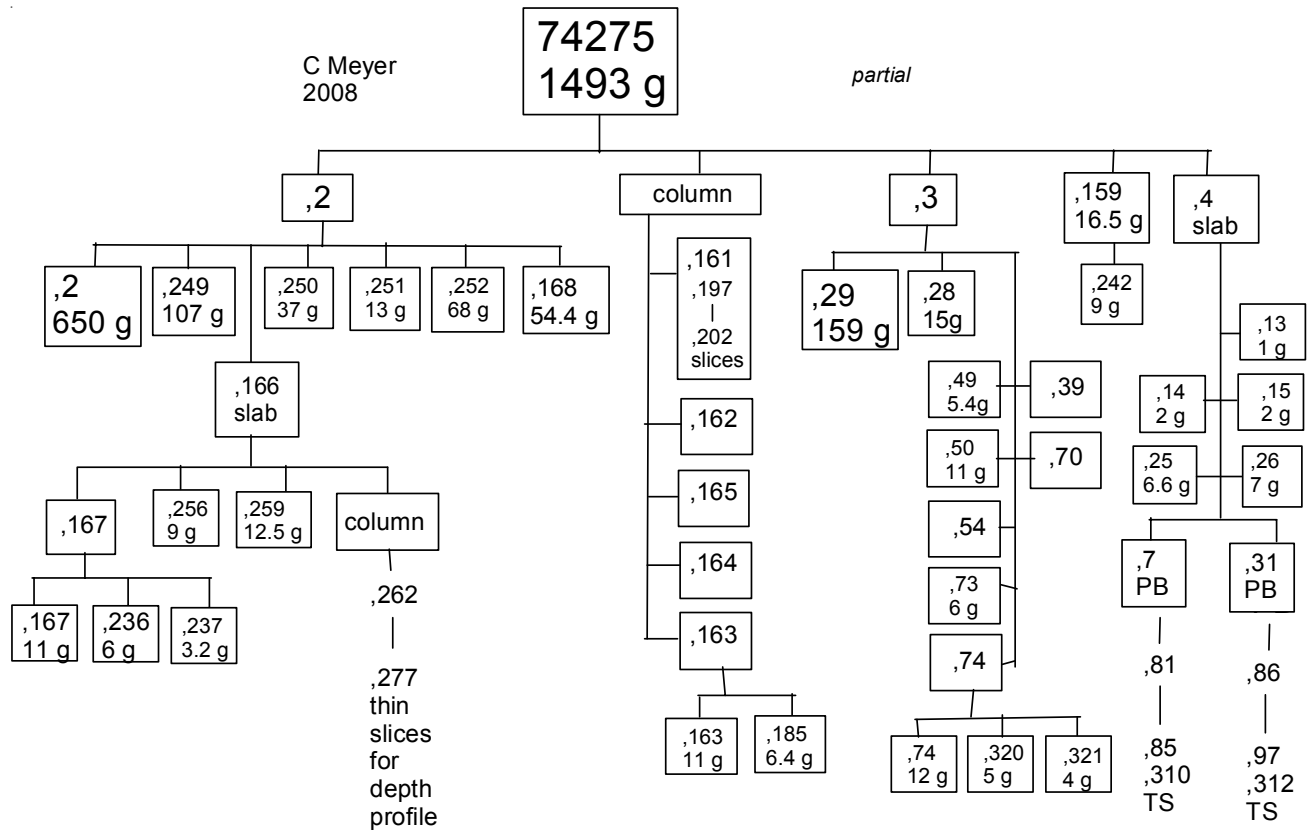 74275
1493 g
C Meyer
2008
partial
,2
column
,3
,159
16.5 g
,4
slab
,2
650 g
,249
107 g
,250
37 g
,251
13 g
,252
68 g
,168
54.4 g
,166
slab
,167
,256
9 g
,259
12.5 g
column
,167
11 g
,236
6 g
,237
3.2 g
,262
,277
thin
slices
for
depth
profile
,161
,197
,202
slices
,162
,165
,164
,163
,163
11 g
,185
6.4 g
,29
159 g
,28
15g
,49
5.4g
,39
,50
11 g
,70
,54
,73
6 g
,74
,74
12 g
,320
5 g
,321
4 g
,242
9 g
,13
1 g
,14
2 g
,15
2 g
,25
6.6 g
,26
7 g
,7
PB
,31
PB
,81
,85
,310
TS
,86
,97
,312
TS